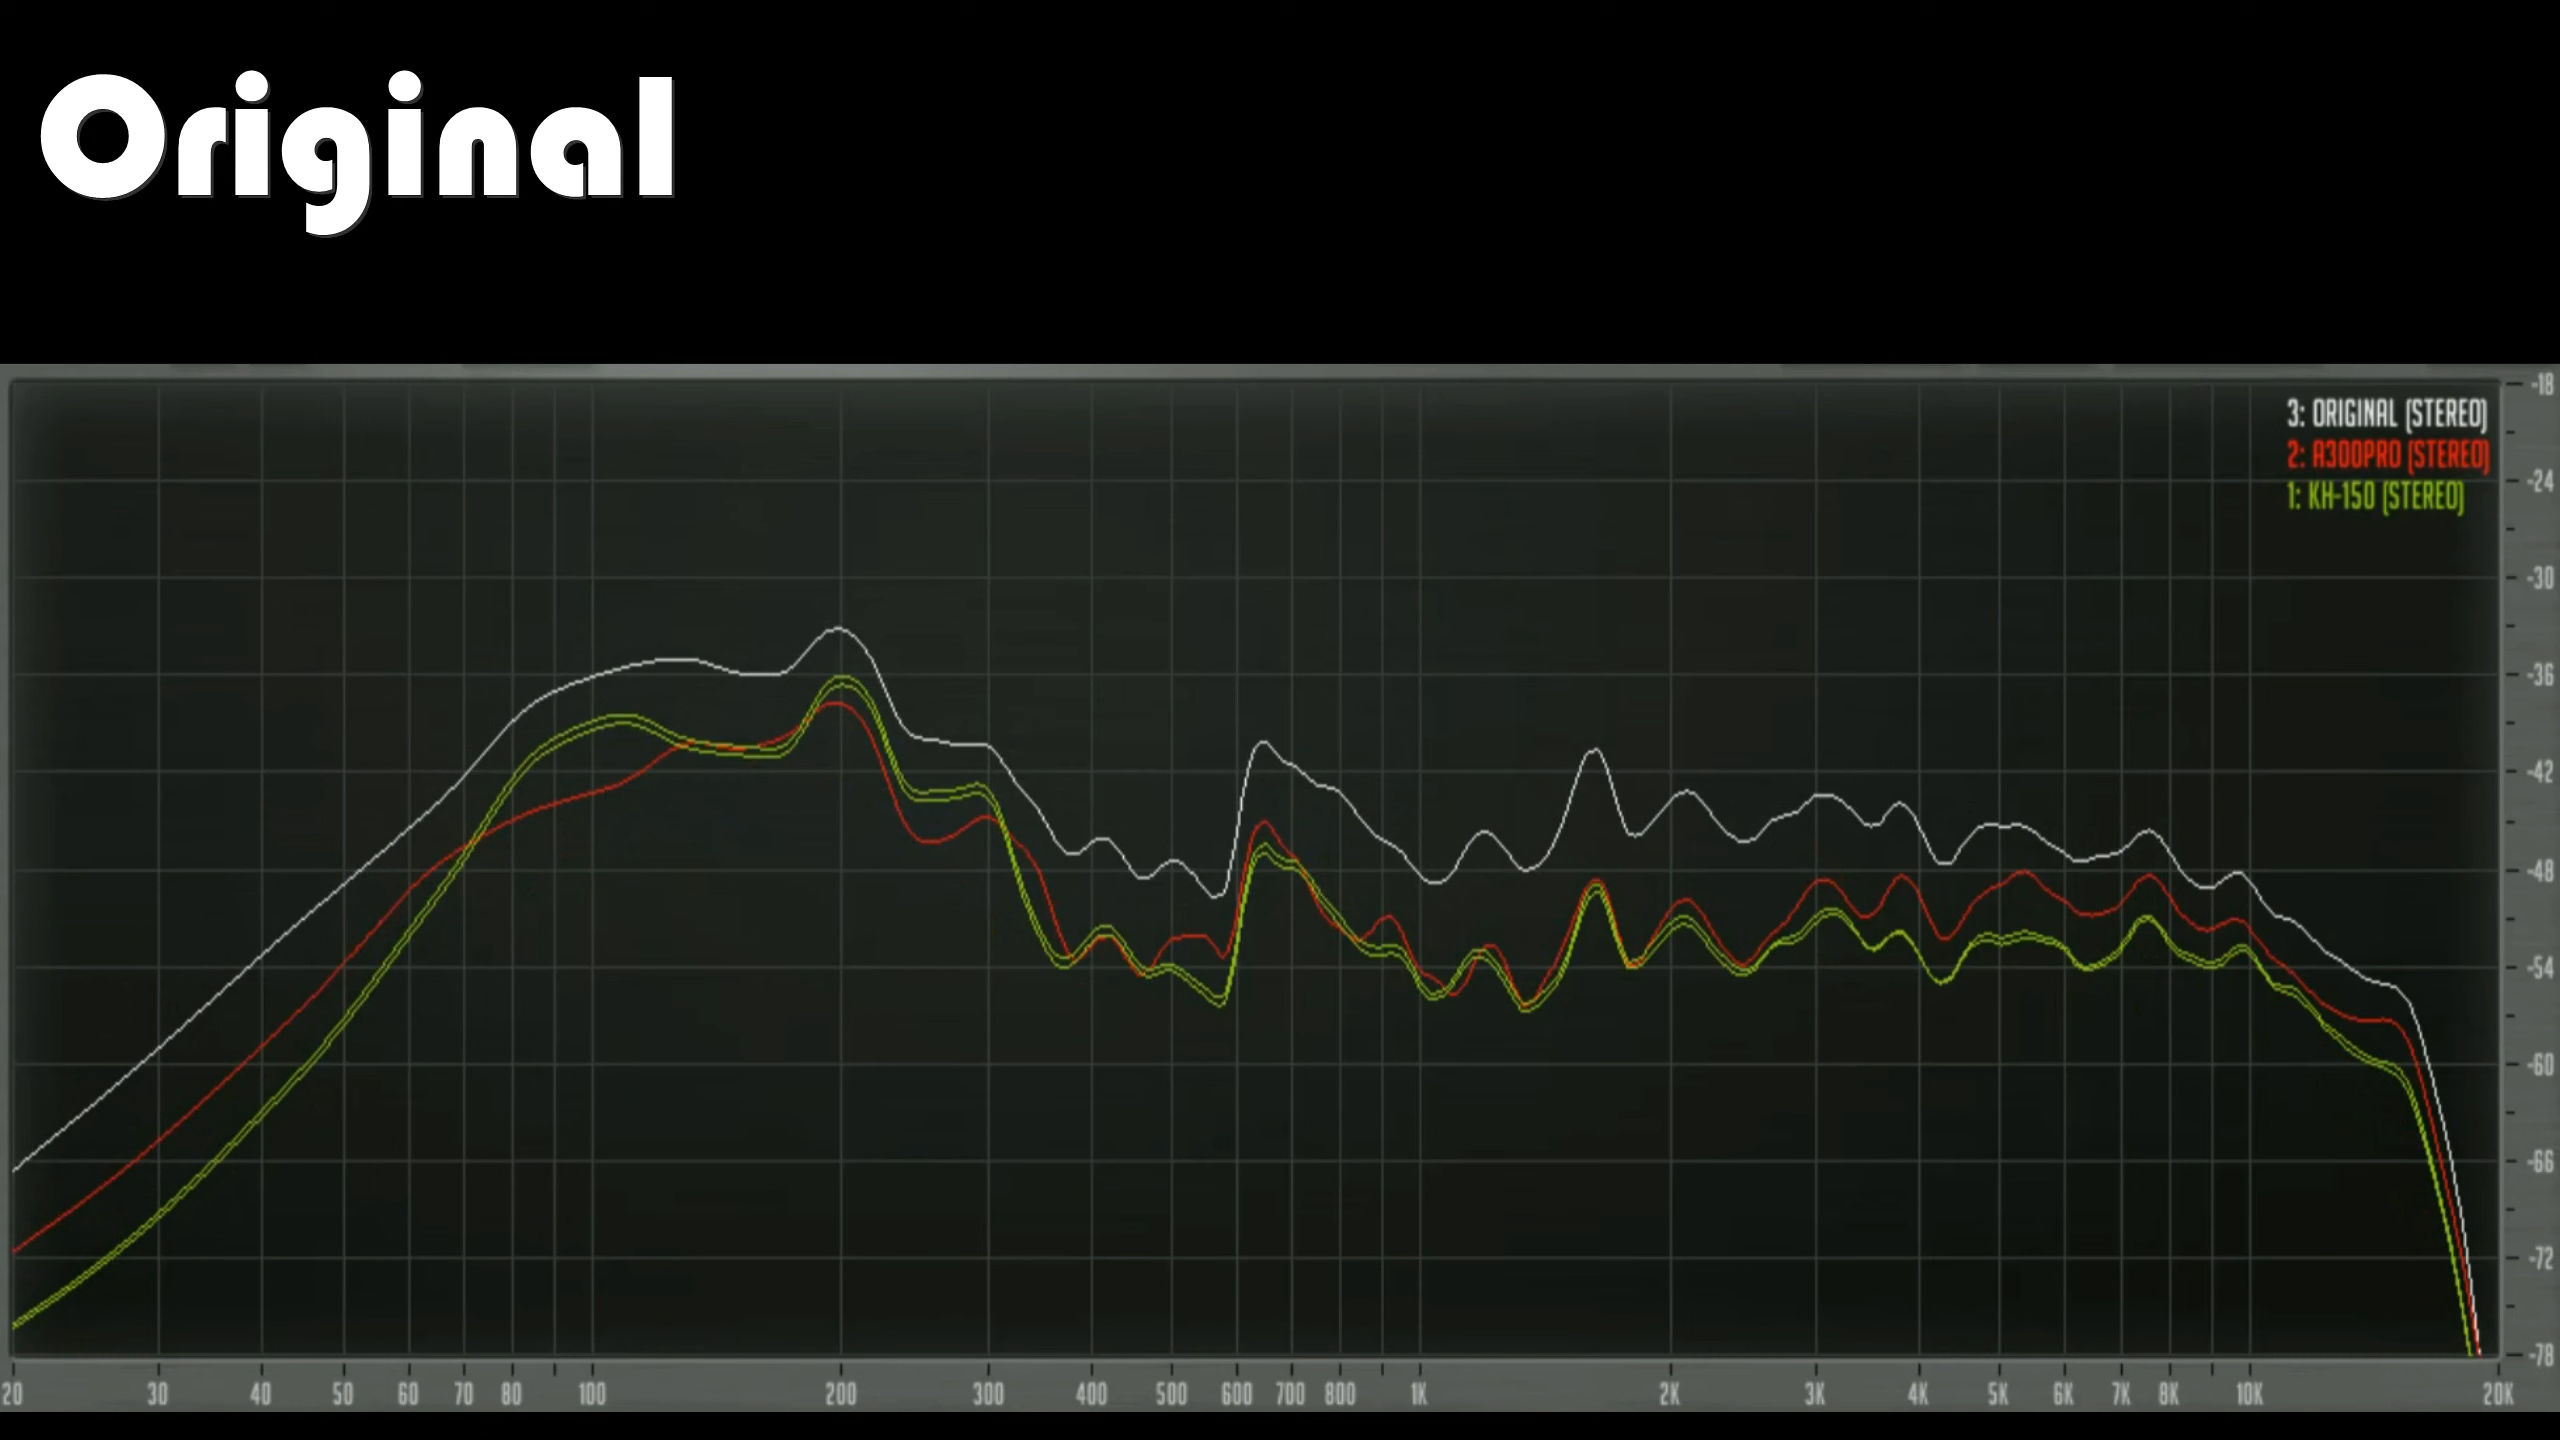 Original
3: ORIGINAL (STEREO)
2: A300PRO (STEREO)
1: KH-150 (STEREO)
-18
-24
-30
-36
-42
-48
-54
-60
-66
-72
-78
20 30 40 50 60 70 80 100 200 300 400 500 600 700 800 1K 2K 3K 4K 5K 6K 7K 8K 10K 20K